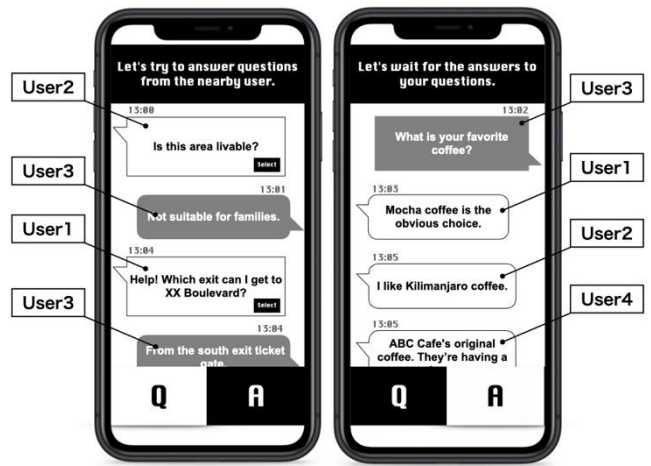 Let's try to answer questions
from the nearby user.
User2
13:00
Is this area livable?
Select
User3
13:01
Not suitable for families.
User1
13:04
Help! Which exit can I get to
XX Boulevard?
Select
User3
13:04
From the south exit ticket
gate.
Q
A
Let's wait for the answers to
your questions.
13:02
User3
What is your favorite
coffee?
13:03
User1
Mocha coffee is the
obvious choice.
13:05
User2
I like Kilimanjaro coffee.
13:05
User4
ABC Cafe's original
coffee. They're having a
Q
A